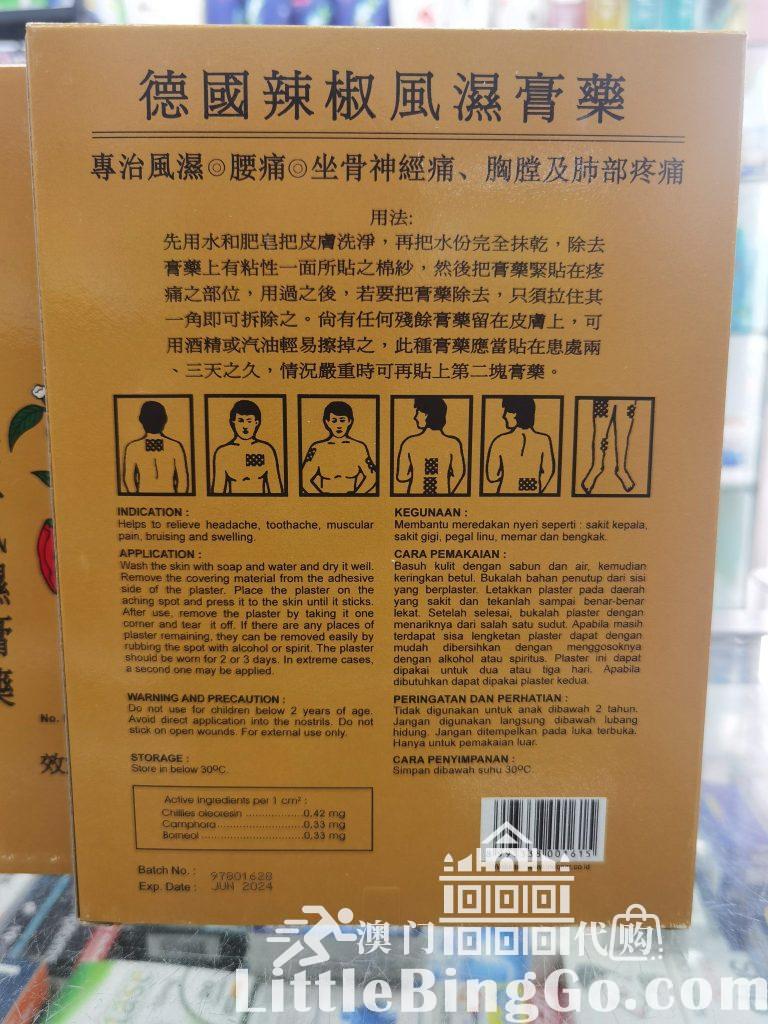 德國辣椒風濕膏藥
專治風濕◎腰痛◎坐骨神經痛、胸膛及肺部疼痛
用法:
先用水和肥皂把皮膚洗淨，再把水份完全抹乾，除去
膏藥上有粘性一面所貼之棉紗，然後把膏藥緊貼在疼
痛之部位，用過之後，若要把膏藥除去，只須拉住其
一角即可拆除之。尙有任何殘餘膏藥留在皮膚上，可
用酒精或汽油輕易擦掉之，此種膏藥應當貼在患處兩
、三天之久，情況嚴重時可再貼上第二塊膏藥。
INDICATION :
Helps to relieve headache, toothache, muscular
pain, bruising and swelling.
APPLICATION :
Wash the skin with soap and water and dry it well.
Remove the covering material from the adhesive
side of the plaster. Place the plaster on the
aching spot and press it to the skin until it sticks.
After use, remove the plaster by taking it one
corner and tear it off. If there are any places of
plaster remaining, they can be removed easily by
rubbing the spot with alcohol or spirit. The plaster
should be worn for 2 or 3 days. In extreme cases,
a second one may be applied.
WARNING AND PRECAUTION :
Do not use for children below 2 years of age.
Avoid direct application into the nostrils. Do not
stick on open wounds. For external use only.
STORAGE :
Store in below 30ºC.
Active ingredients per 1 cm² :
Chillies oleoresin ..................0,42 mg
Camphora..........................0,33 mg
Borneol ..............................0,33 mg
Batch No. : 97801628
Exp. Date : JUN 2024
KEGUNAAN :
Membantu meredakan nyeri seperti : sakit kepala,
sakit gigi, pegal linu, memar dan bengkak.
CARA PEMAKAIAN :
Basuh kulit dengan sabun dan air, kemudian
keringkan betul. Bukalah bahan penutup dari sisi
yang berplaster. Letakkan plaster pada daerah
yang sakit dan tekanlah sampai benar-benar
lekat. Setelah selesai, bukalah plaster dengan
menariknya dari salah satu sudut. Apabila masih
terdapat sisa lengketan plaster dapat dengan
mudah dibersihkan dengan menggosoknya
dengan alkohol atau spiritus. Plaster ini dapat
dipakai untuk dua atau tiga hari. Apabila
dibutuhkan dapat dipakai plaster kedua.
PERINGATAN DAN PERHATIAN :
Tidak digunakan untuk anak dibawah 2 tahun.
Jangan digunakan langsung dibawah lubang
hidung. Jangan ditempelkan pada luka terbuka.
Hanya untuk pemakaian luar.
CARA PENYIMPANAN :
Simpan dibawah suhu 30ºC.
濕膏藥
No.
效
澳门代购
LittleBingGo.com